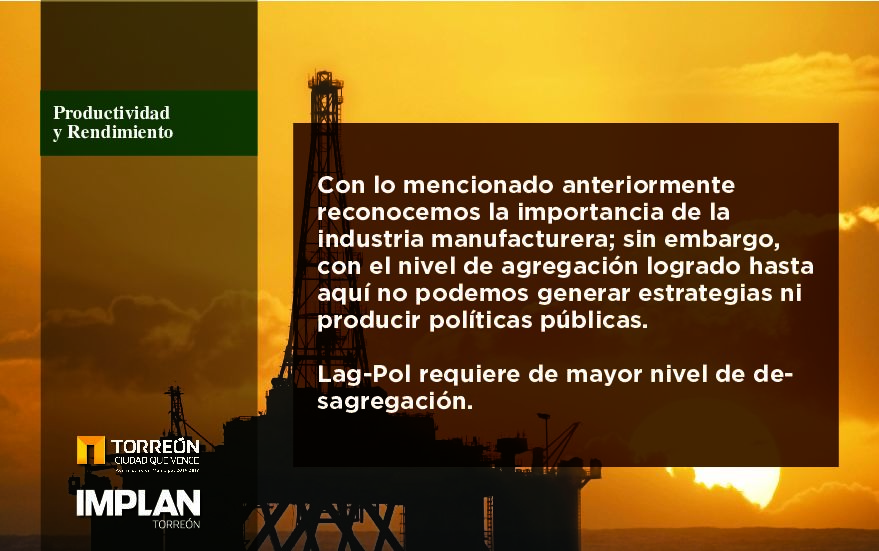 Productividad
y Rendimiento
Con lo mencionado anteriormente
reconocemos la importancia de la
industria manufacturera; sin embargo,
con el nivel de agregación logrado hasta
aquí no podemos generar estrategias ni
producir políticas públicas.
Lag-Pol requiere de mayor nivel de de-
sagregación.
TORREÓN
CIUDAD QUE VENCE
IMPLAN
TORREÓN